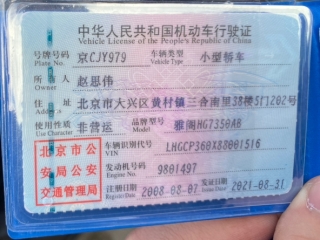 中华人民共和国机动车行驶证
Vehicle License of the People's Republic of China
号牌号码 京CJY979 车辆类型 小型轿车
Plate No. Vehicle Type
所有人 赵思伟
Owner
住址 北京市大兴区黄村镇三合南里38楼5门202号
Address
使用性质 非营运 品牌型号 雅阁HG7350AB
Use Character Model
北京市公安局公安交通管理局
车辆识别代号 LHGCP360X88001516
VIN
发动机号码 9801497
Engine No.
注册日期 2008-08-07 发证日期 2021-08-31
Register Date Issue Date